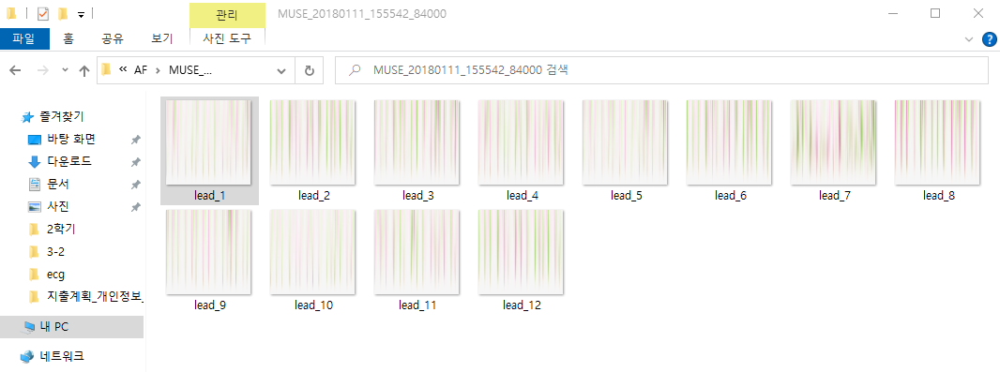 관리
MUSE_20180111_155542_84000
파일
홈
공유
보기
사진 도구
AF
MUSE_...
MUSE_20180111_155542_84000 검색
즐겨찾기
바탕 화면
다운로드
문서
사진
2학기
3-2
ecg
지출계획_개인정보_
내 PC
네트워크
lead_1
lead_2
lead_3
lead_4
lead_5
lead_6
lead_7
lead_8
lead_9
lead_10
lead_11
lead_12